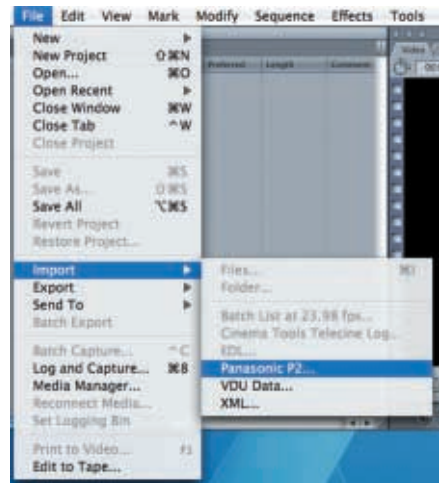 File Edit View Mark Modify Sequence Effects Tools
New
New Project ⇧⌘N
Open... ⌘O
Open Recent
Close Window ⌘W
Close Tab ^W
Close Project
Save ⌘S
Save As... ⇧⌘S
Save All ⌥⌘S
Revert Project
Restore Project...
Import
Export
Send To
Batch Export
Batch Capture... ^C
Log and Capture... ⌘8
Media Manager...
Reconnect Media...
Set Logging Bin
Print to Video...
Edit to Tape...
Files... ⌘I
Folder...
Batch List at 23.98 fps...
Cinema Tools Telecine Log...
EDL...
Panasonic P2...
VDU Data...
XML...
Length
Video